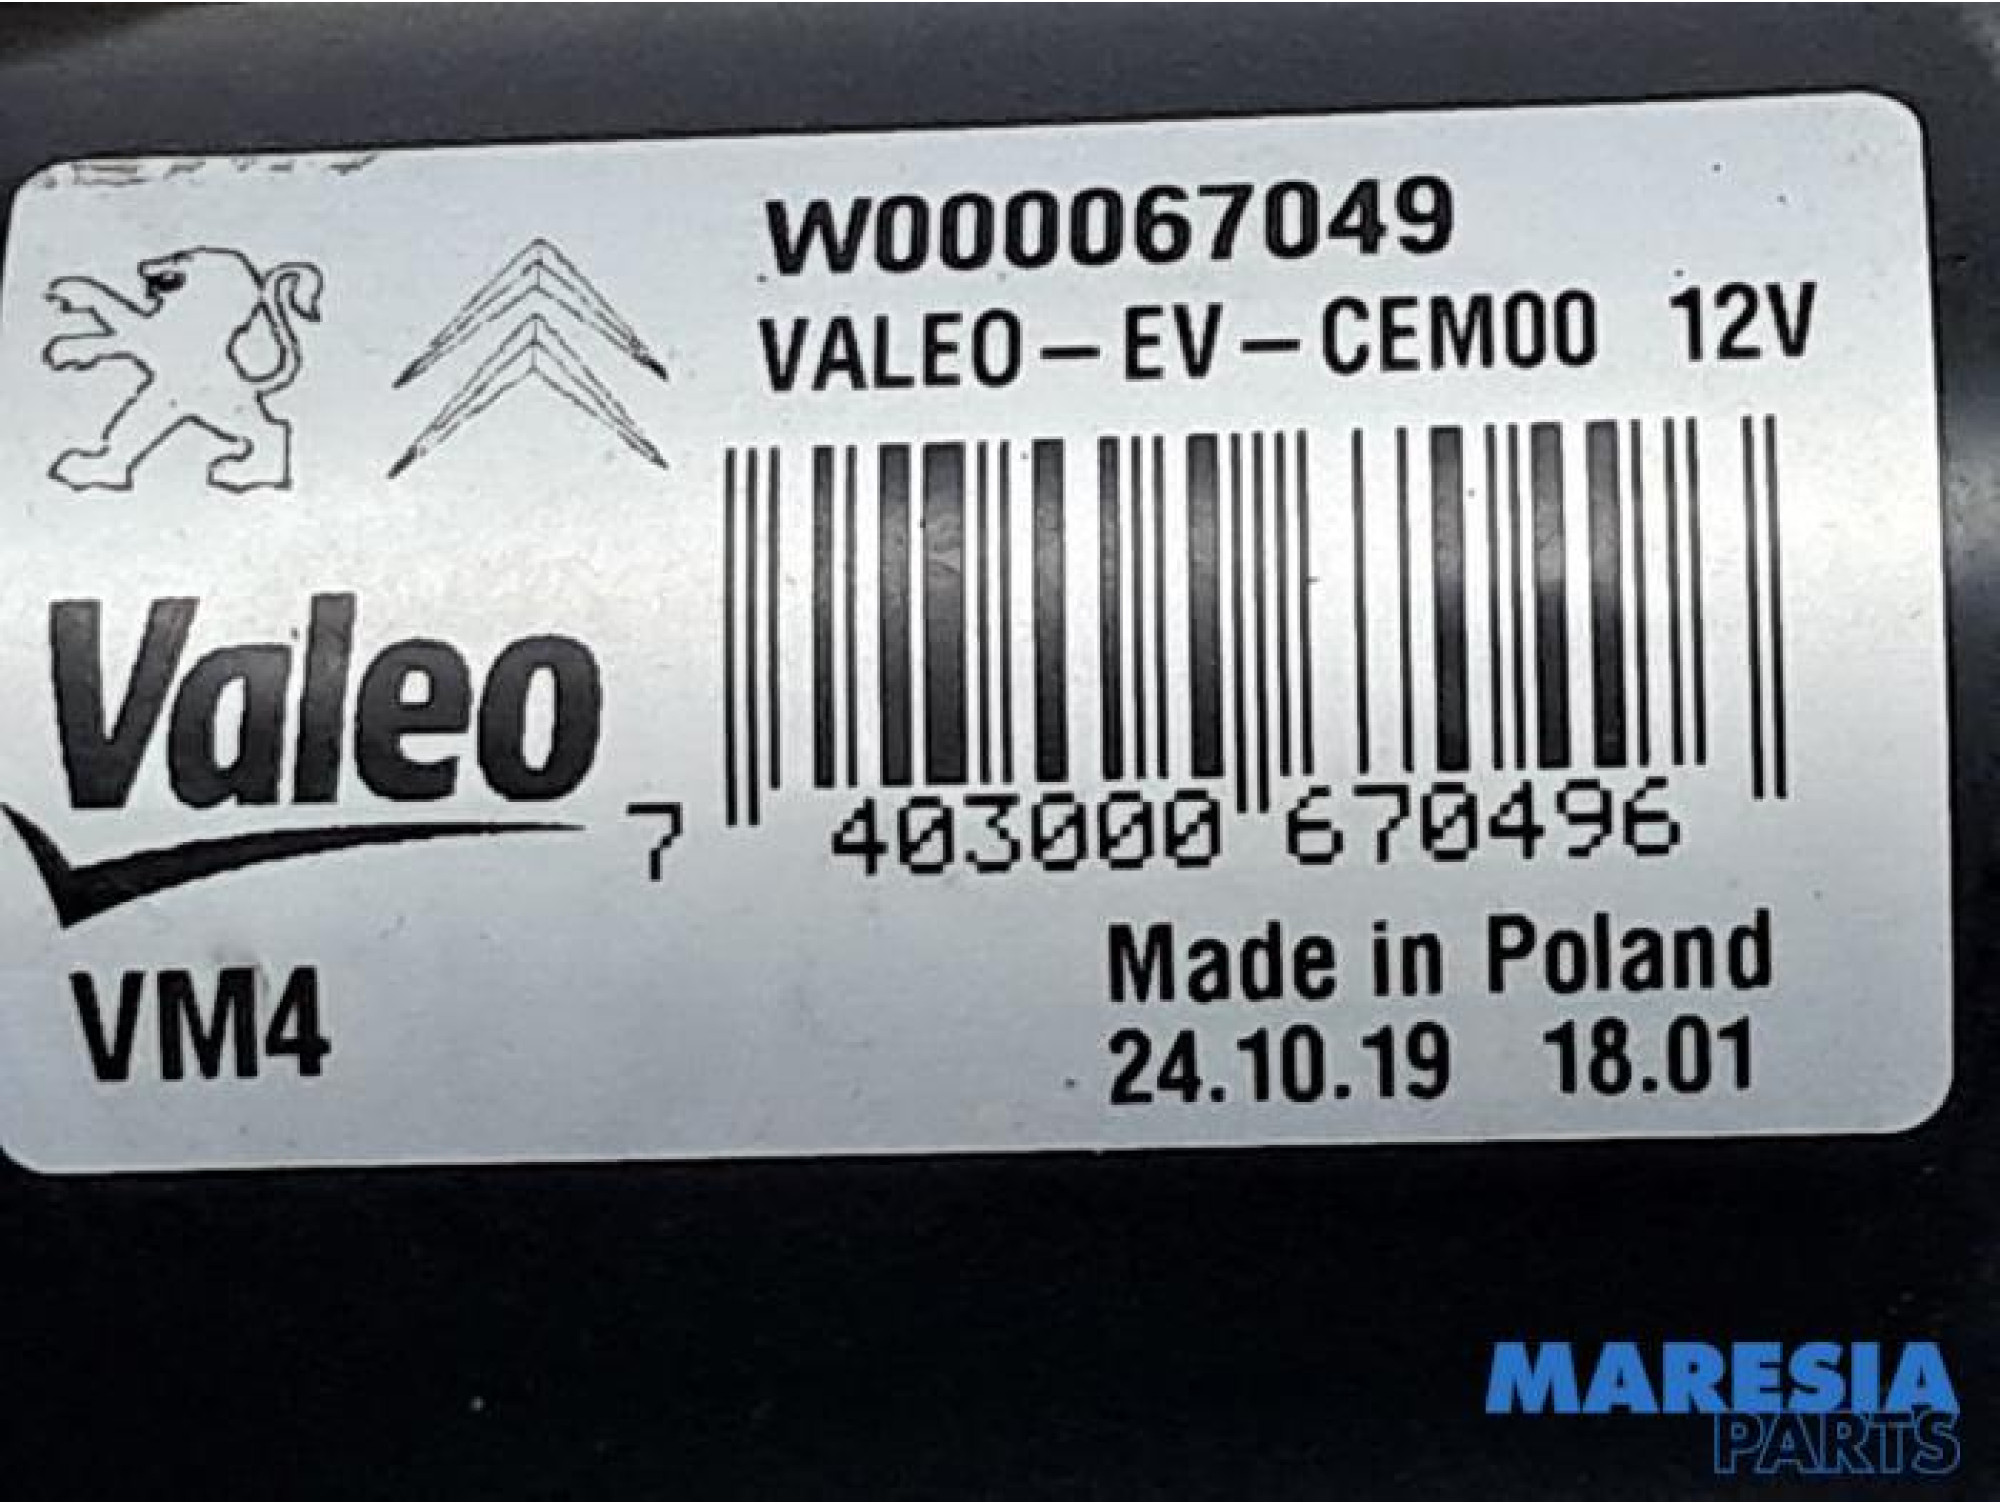 W000067049
VALEO-EV-CEM00 12V
Valeo
7 403000 670496
VM4
Made in Poland
24.10.19 18.01
MARESIA
PARTS